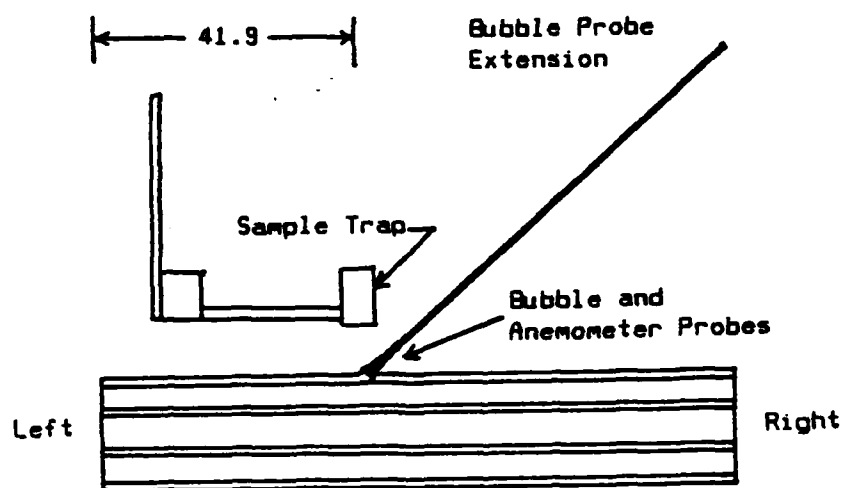 41.9
Bubble Probe
Extension
Sample Trap
Bubble and
Anemometer Probes
Left
Right